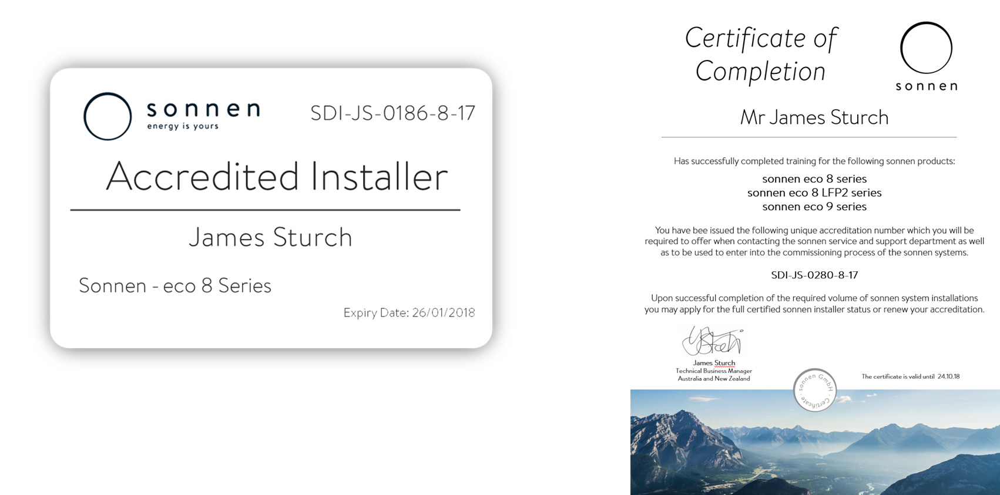 sonnen
energy is yours
SDI-JS-0186-8-17
Accredited Installer
James Sturch
Sonnen - eco 8 Series
Expiry Date: 26/01/2018
Certificate of
Completion
sonnen
Mr James Sturch
Has successfully completed training for the following sonnen products:
sonnen eco 8 series
sonnen eco 8 LFP2 series
sonnen eco 9 series
You have bee issued the following unique accreditation number which you will be
required to offer when contacting the sonnen service and support department as well
as to be used to enter into the commissioning process of the sonnen systems.
SDI-JS-0280-8-17
Upon successful completion of the required volume of sonnen system installations
you may apply for the full certified sonnen installer status or renew your accreditation.
James Sturch
Technical Business Manager
Australia and New Zealand
sonnen GmbH · Certificate ·
The certificate is valid until 24.10.18